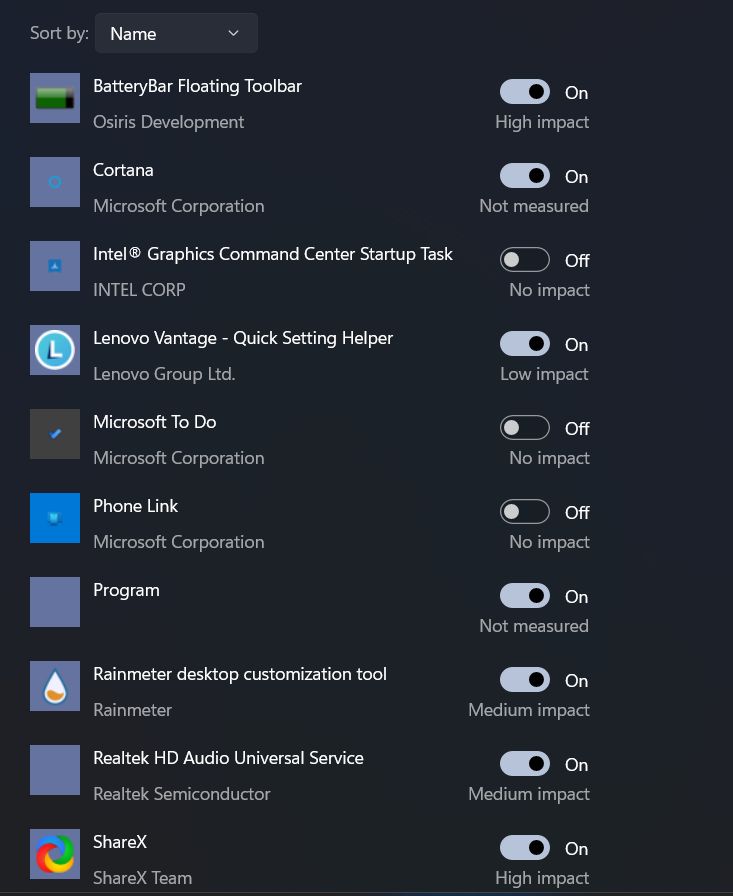 Sort by: Name
BatteryBar Floating Toolbar On
Osiris Development High impact
Cortana On
Microsoft Corporation Not measured
Intel® Graphics Command Center Startup Task Off
INTEL CORP No impact
Lenovo Vantage - Quick Setting Helper On
Lenovo Group Ltd. Low impact
Microsoft To Do Off
Microsoft Corporation No impact
Phone Link Off
Microsoft Corporation No impact
Program On
Not measured
Rainmeter desktop customization tool On
Rainmeter Medium impact
Realtek HD Audio Universal Service On
Realtek Semiconductor Medium impact
ShareX On
ShareX Team High impact